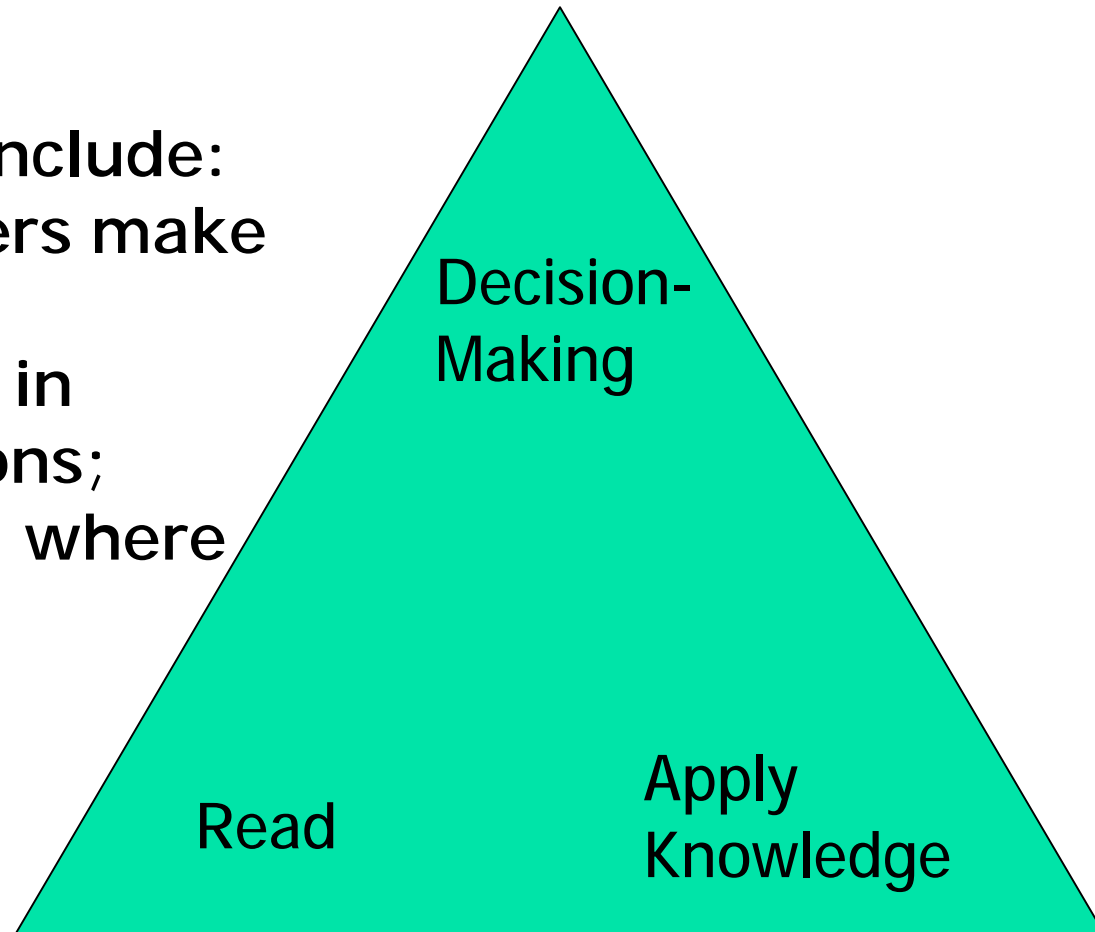 nclude:
ers make
in
ons;
where
Decision-
Making
Read
Apply
Knowledge